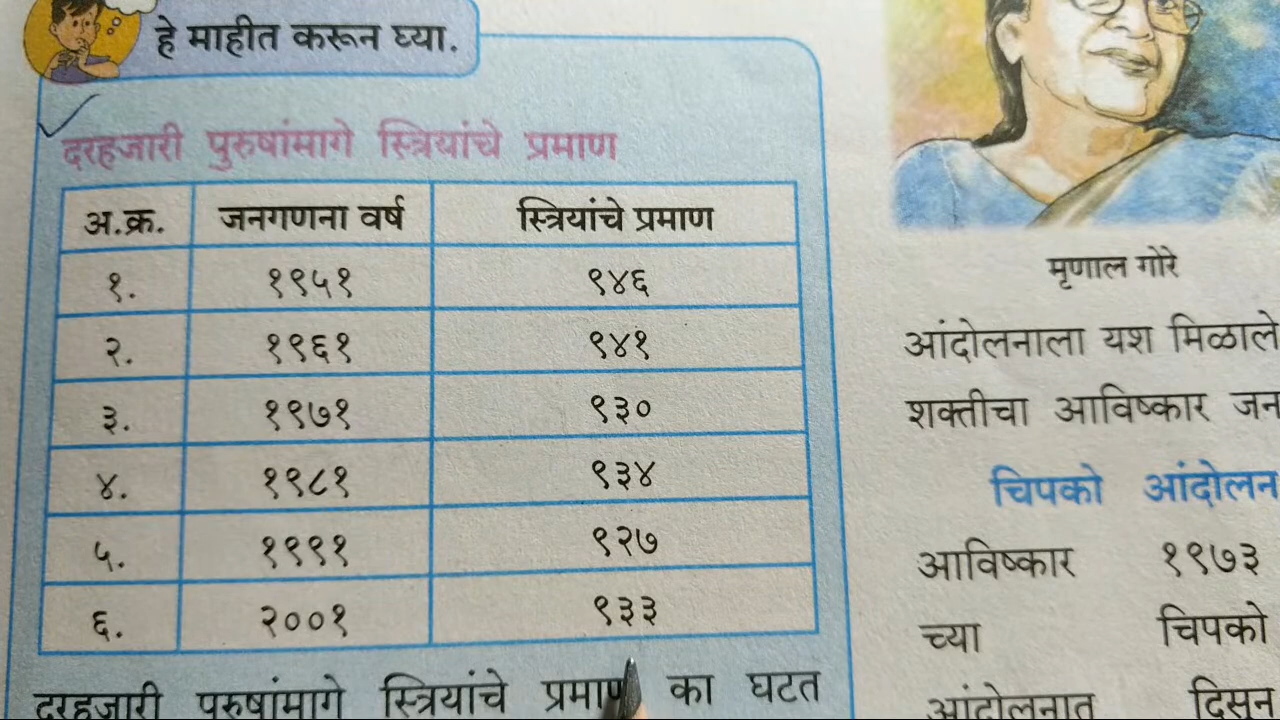 हे माहीत करून घ्या.
दरहजारी पुरुषांमागे स्त्रियांचे प्रमाण
अ.क्र. जनगणना वर्ष स्त्रियांचे प्रमाण
१. १९५१ ९४६
२. १९६१ ९४१
३. १९७१ ९३०
४. १९८१ ९३४
५. १९९१ ९२७
६. २००१ ९३३
दरहजारी पुरुषांमागे स्त्रियांचे प्रमाण का घटत
मृणाल गोरे
आंदोलनाला यश मिळाले
शक्तीचा आविष्कार जन
चिपको आंदोलन
आविष्कार १९७३
च्या चिपको
आंदोलनात दिसून